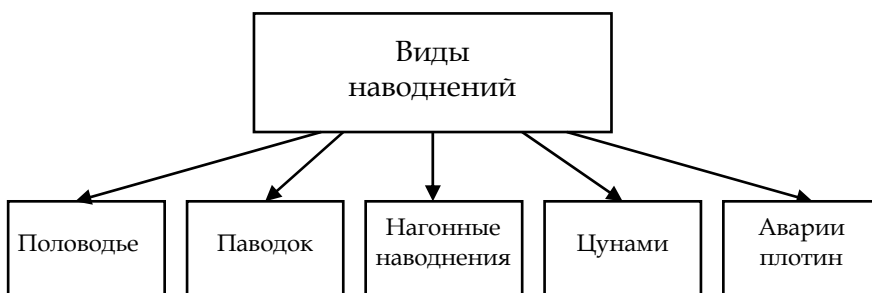 Виды
наводнений
Половодье
Паводок
Нагонные
наводнения
Цунами
Аварии
плотин